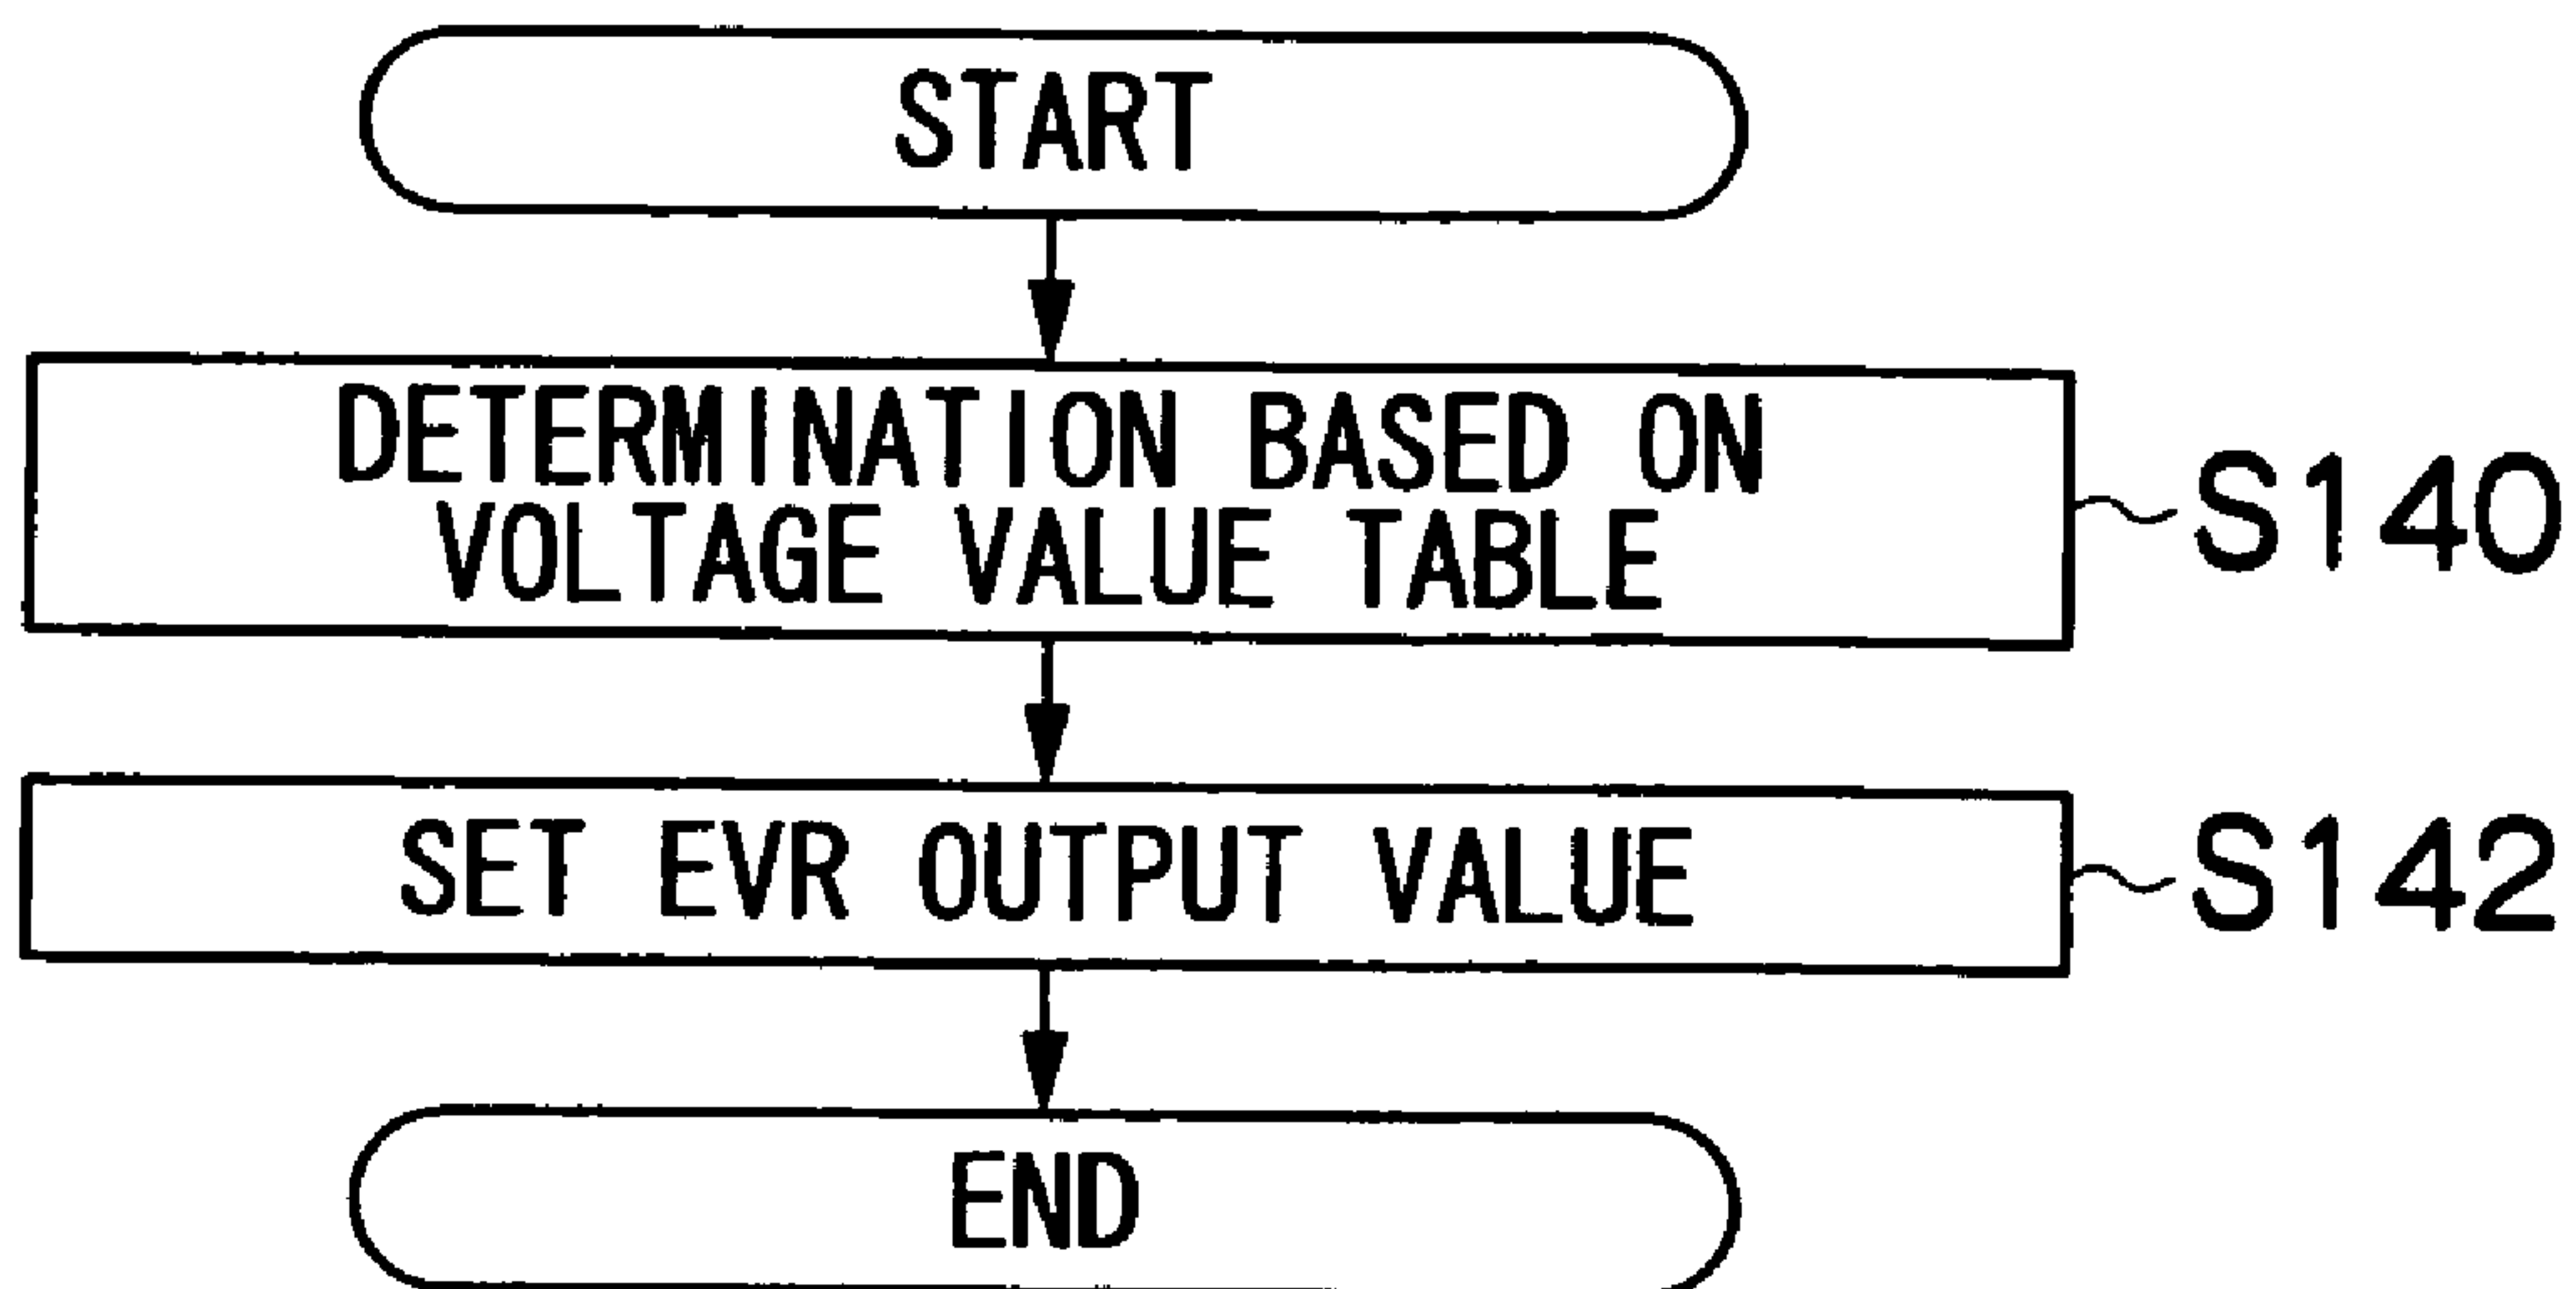 START
DETERMINATION BASED ON
VOLTAGE VALUE TABLE
S140
SET EVR OUTPUT VALUE
S142
END